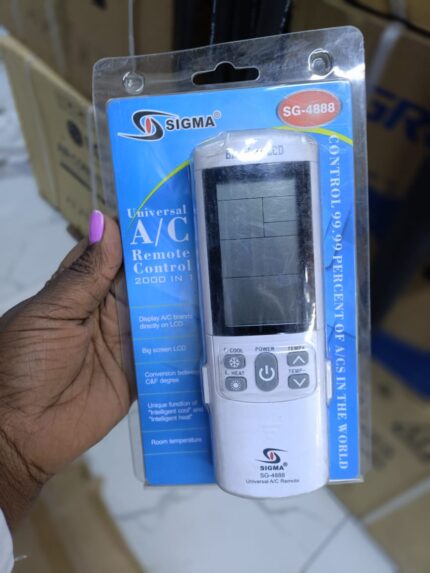 SIGMA®
SG-4888
Universal
A/C
Remote
Control
2000 IN 1
Display A/C brand
directly on LCD
Big screen LCD
Conversion between
C&F degree
Unique function of
"Intelligent cool" and
"Intelligent heat"
Room temperature
CONTROL 99.99 PERCENT OF A/CS IN THE WORLD
LCD
COOL
POWER
TEMP+
HEAT
TEMP-
SIGMA®
SG-4888
Universal A/C Remote